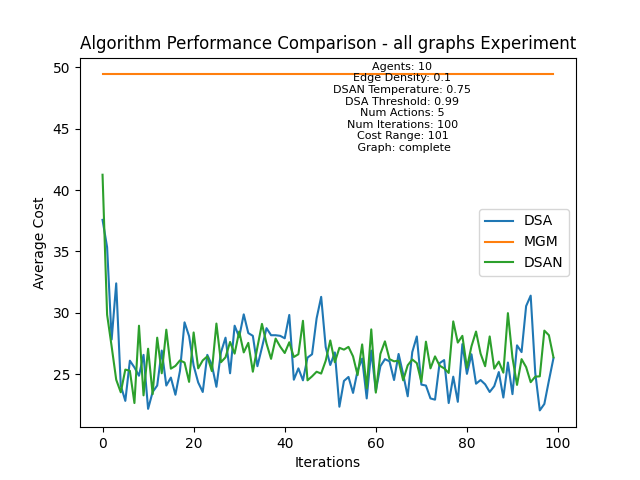 Algorithm Performance Comparison - all graphs Experiment
Agents: 10
Edge Density: 0.1
DSAN Temperature: 0.75
DSA Threshold: 0.99
Num Actions: 5
Num Iterations: 100
Cost Range: 101
Graph: complete
50
45
40
35
30
25
Average Cost
DSA
MGM
DSAN
0
20
40
60
80
100
Iterations